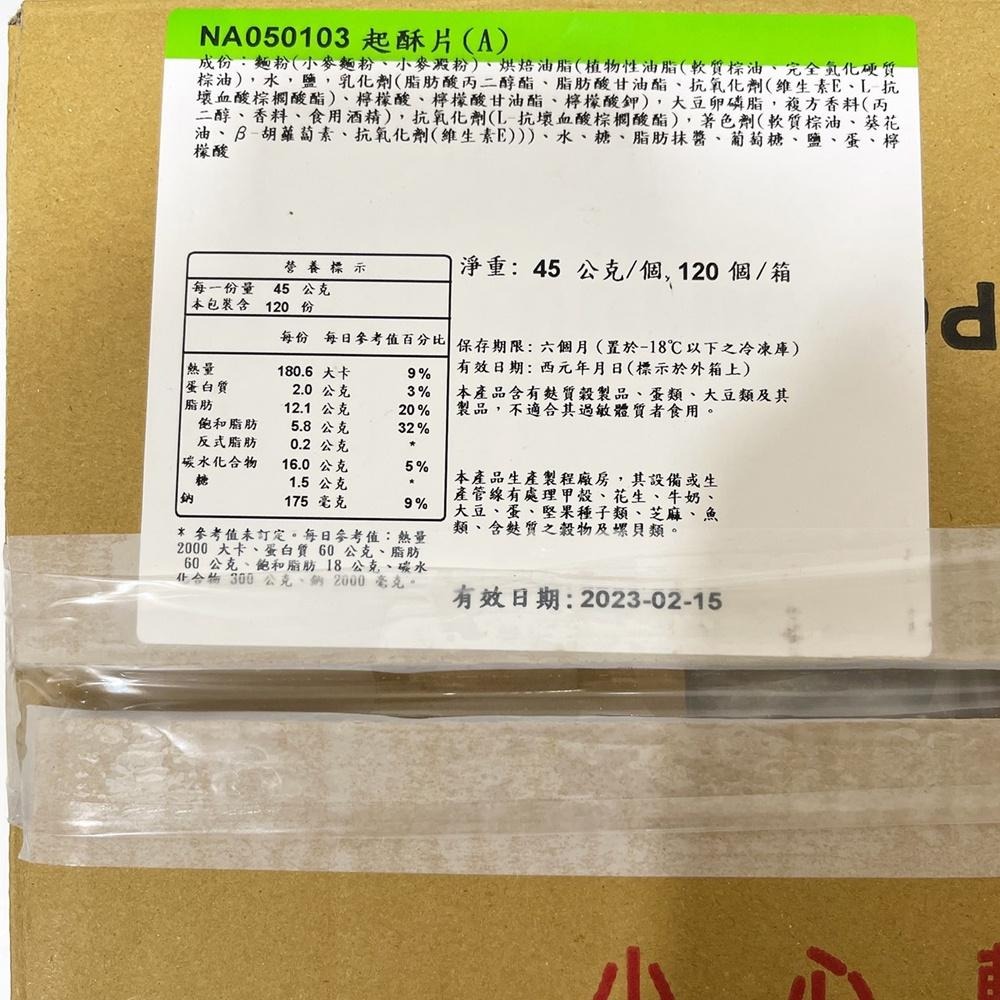 NA050103 起酥片(A)
成份：麵粉(小麥麵粉、小麥澱粉)、烘焙油脂(植物性油脂(軟質棕油、完全氫化硬質
棕油)，水，鹽，乳化劑(脂肪酸丙二醇酯、脂肪酸甘油酯、抗氧化劑(維生素E、L-抗
壞血酸棕櫚酸酯)、檸檬酸、檸檬酸甘油酯、檸檬酸鉀)，大豆卵磷脂，複方香料(丙
二醇、香料、食用酒精)，抗氧化劑(L-抗壞血酸棕櫚酸酯)，著色劑(軟質棕油、葵花
油、β-胡蘿蔔素、抗氧化劑(維生素E)))、水、糖、脂肪抹醬、葡萄糖、鹽、蛋、檸
檬酸
營養標示
每一份量 45 公克
本包裝含 120 份
每份 每日參考值百分比
熱量 180.6 大卡 9%
蛋白質 2.0 公克 3%
脂肪 12.1 公克 20%
飽和脂肪 5.8 公克 32%
反式脂肪 0.2 公克 *
碳水化合物 16.0 公克 5%
糖 1.5 公克 *
鈉 175 毫克 9%
* 參考值未訂定。每日參考值：熱量
2000 大卡、蛋白質 60 公克、脂肪
60 公克、飽和脂肪 18 公克、碳水
化合物 300 公克、鈉 2000 毫克。
淨重: 45 公克/個, 120 個/箱
保存期限: 六個月 (置於-18℃以下之冷凍庫)
有效日期: 西元年月日(標示於外箱上)
本產品含有麩質穀製品、蛋類、大豆類及其
製品，不適合其過敏體質者食用。
本產品生產製程廠房，其設備或生
產管線有處理甲殼、花生、牛奶、
大豆、蛋、堅果種子類、芝麻、魚
類、含麩質之穀物及螺貝類。
有效日期: 2023-02-15
小心